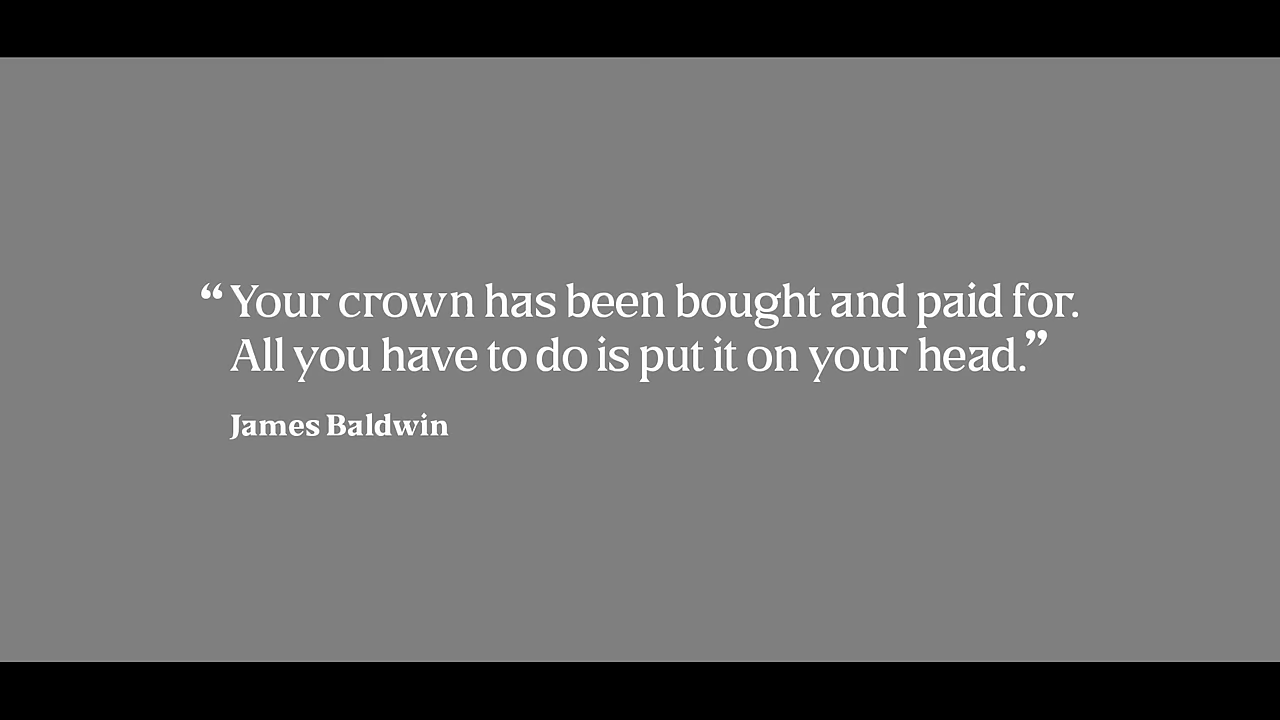 “Your crown has been bought and paid for.
All you have to do is put it on your head.”
James Baldwin